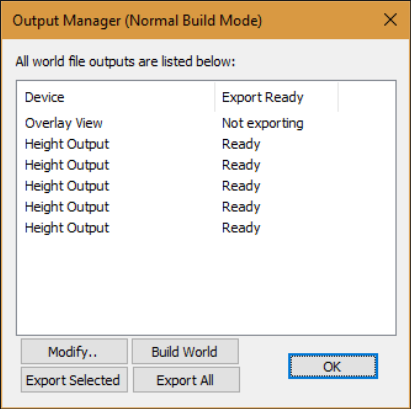 Output Manager (Normal Build Mode)
All world file outputs are listed below:
Device Export Ready
Overlay View Not exporting
Height Output Ready
Height Output Ready
Height Output Ready
Height Output Ready
Height Output Ready
Modify.. Build World
OK
Export Selected Export All